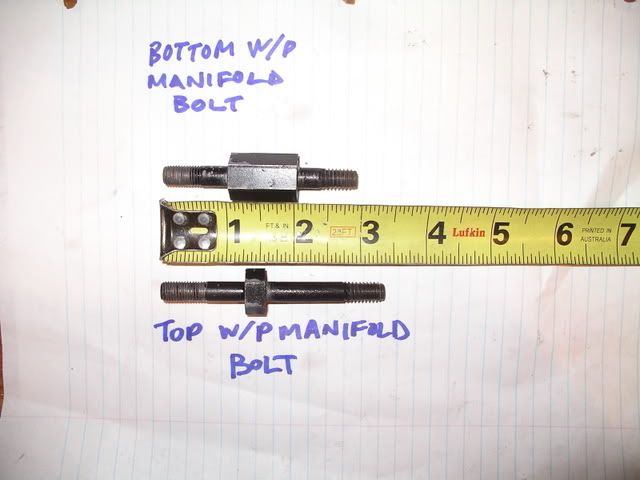 BOTTOM W/P
MANIFOLD
BOLT
1 FT.& IN 2 25FT 3 4 Lufkin 5 6 PRINTED IN AUSTRALIA 7
TOP W/P MANIFOLD
BOLT